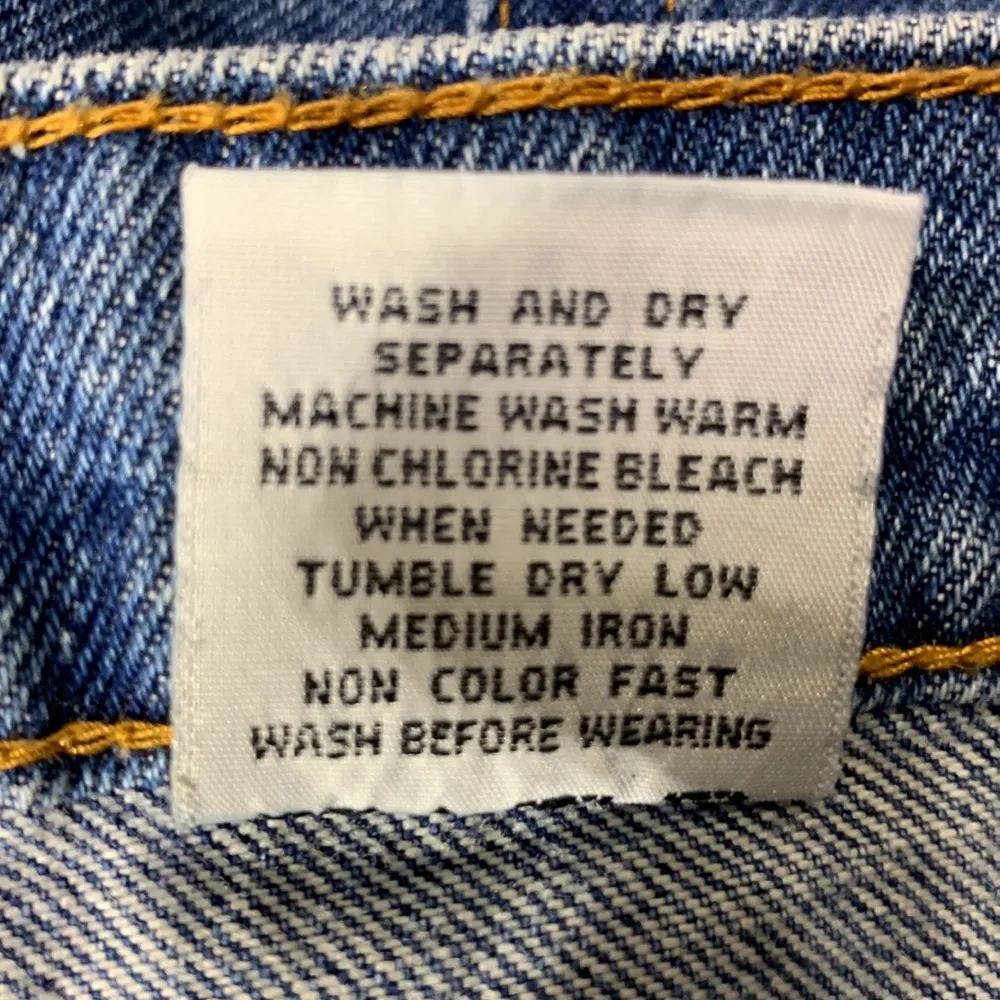 WASH AND DRY
SEPARATELY
MACHINE WASH WARM
NON CHLORINE BLEACH
WHEN NEEDED
TUMBLE DRY LOW
MEDIUM IRON
NON COLOR FAST
WASH BEFORE WEARING